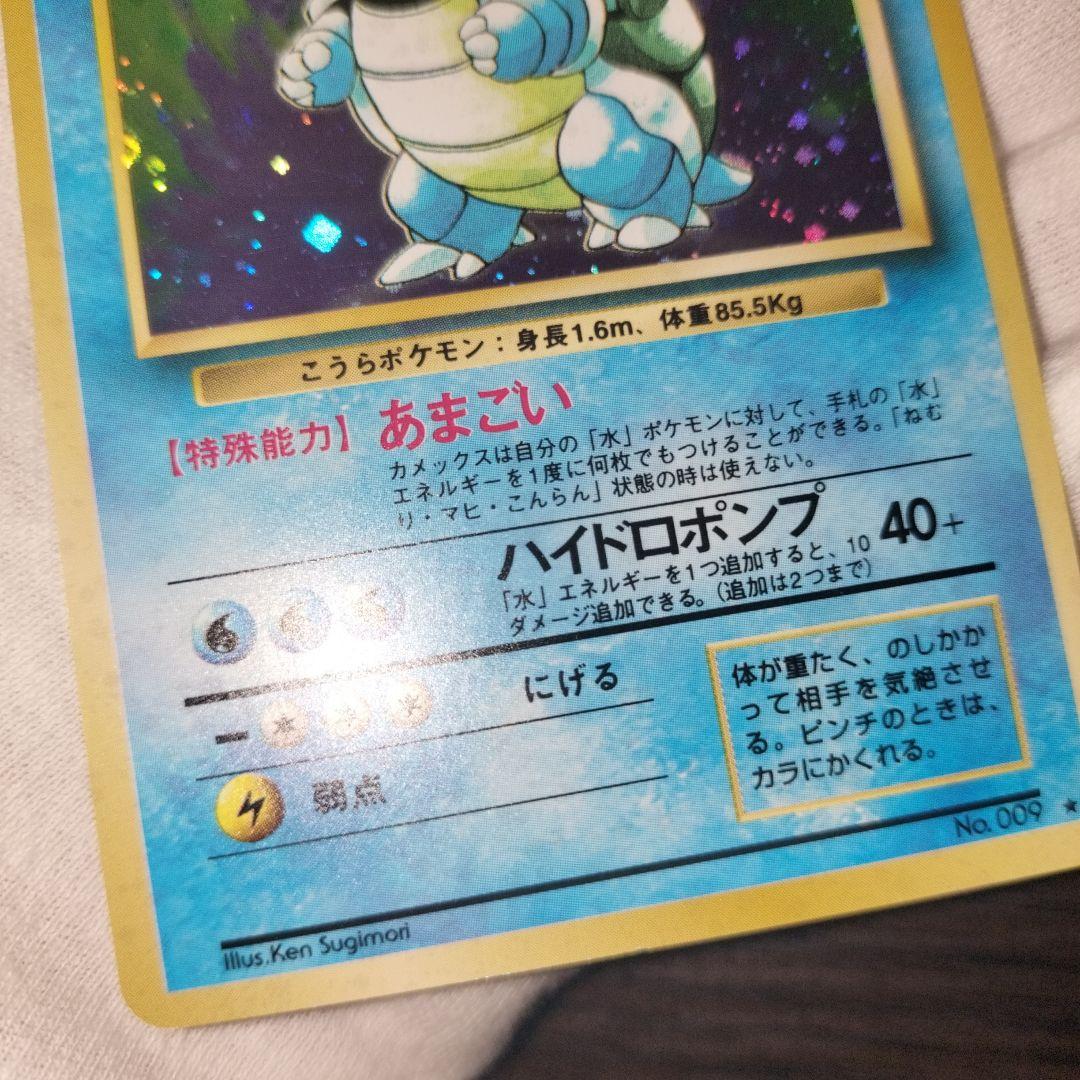 こうらポケモン：身長1.6m、体重85.5Kg
【特殊能力】 あまごい
カメックスは自分の「水」ポケモンに対して、手札の「水」
エネルギーを1度に何枚でもつけることができる。「ねむ
り・マヒ・こんらん」状態の時は使えない。
ハイドロポンプ 40+
「水」エネルギーを1つ追加すると、10
ダメージ追加できる。（追加は2つまで）
にげる
弱点
体が重たく、のしかか
って相手を気絶させ
る。ピンチのときは、
カラにかくれる。
No. 009 ★
Illus.Ken Sugimori